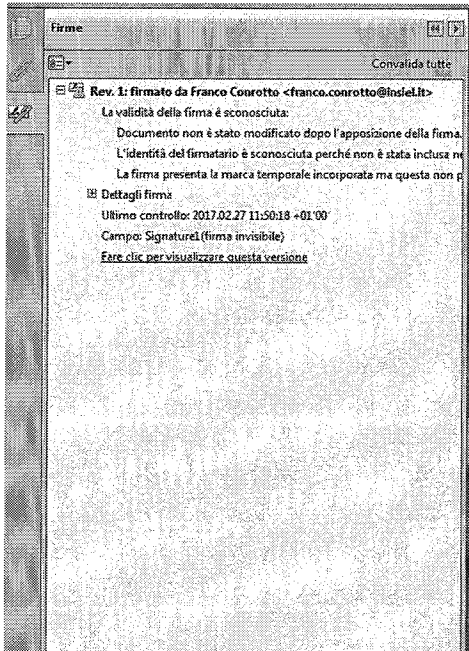 Firme
Convalida tutte
Rev. 1: firmato da Franco Conrotto <franco.conrotto@insiel.it>
La validità della firma è sconosciuta:
Documento non è stato modificato dopo l'apposizione della firma.
L'identità del firmatario è sconosciuta perché non è stata inclusa ne
La firma presenta la marca temporale incorporata ma questa non p
Dettagli firma
Ultimo controllo: 2017.02.27 11:50:18 +01'00'
Campo: Signature1 (firma invisibile)
Fare clic per visualizzare questa versione